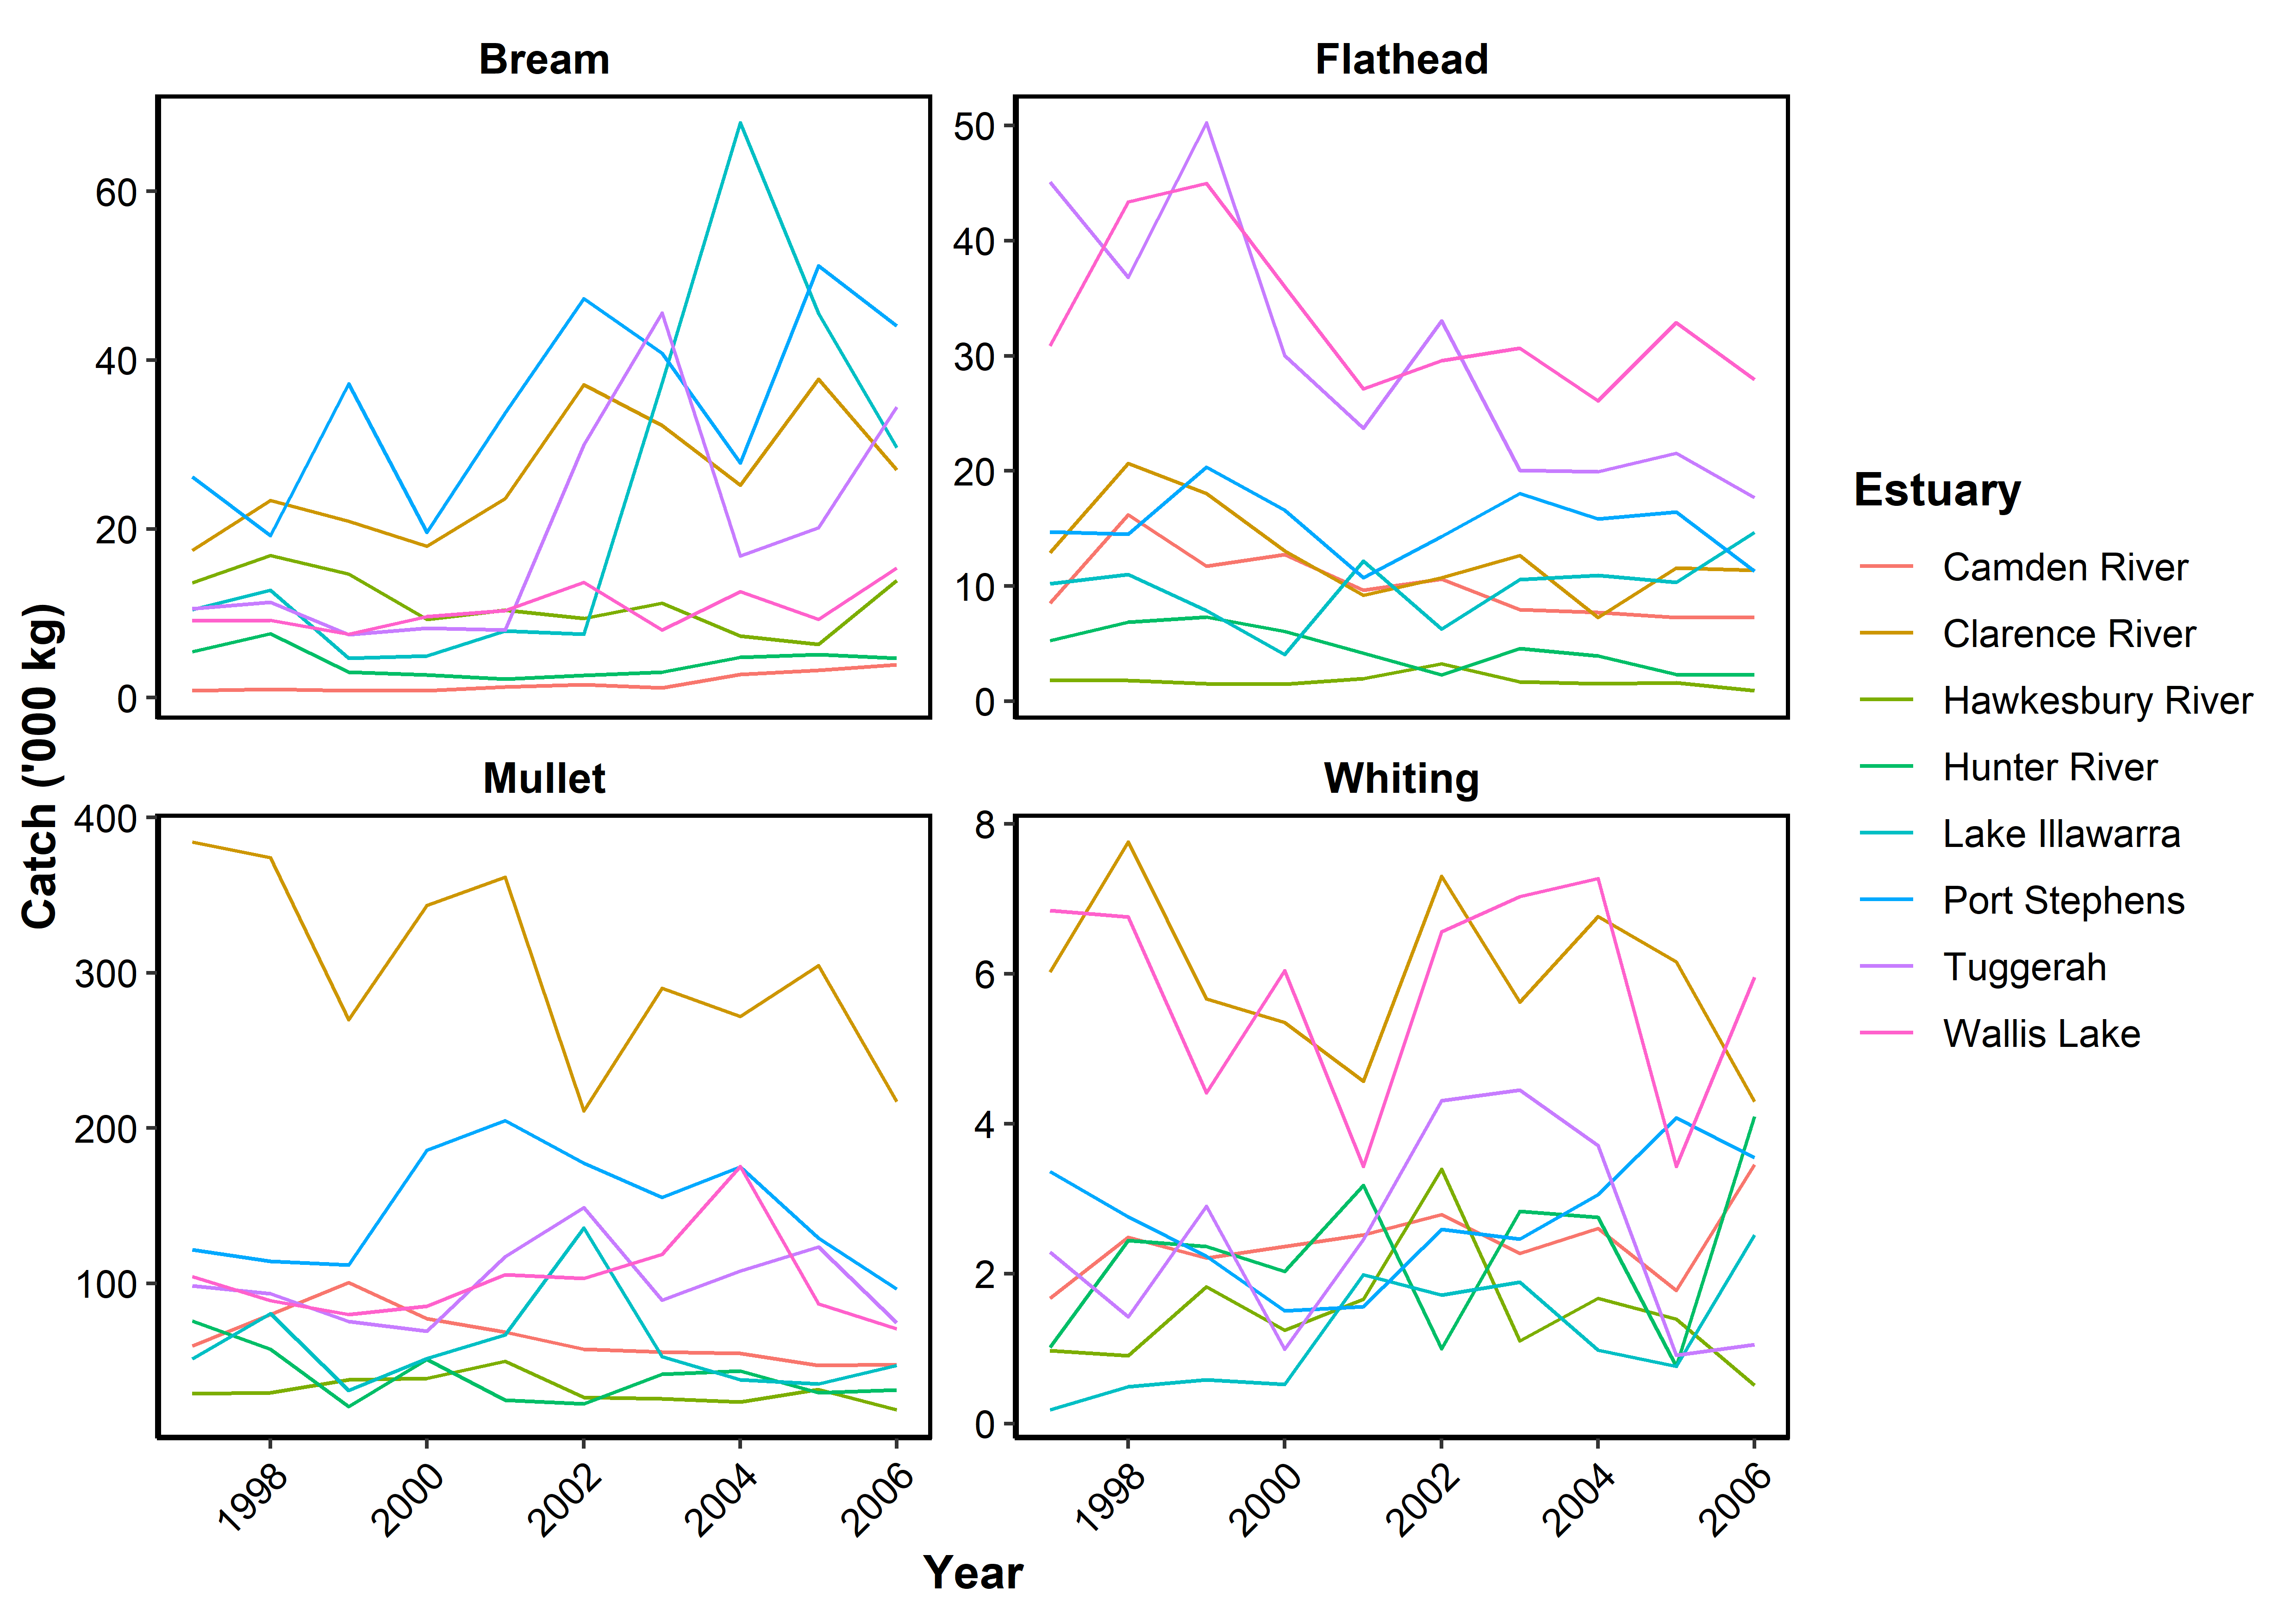 Bream
Flathead
60
40
20
0
50
40
30
20
10
0
Mullet
Whiting
400
300
200
100
8
6
4
2
0
1998
2000
2002
2004
2006
1998
2000
2002
2004
2006
Year
Catch ('000 kg)
Estuary
Camden River
Clarence River
Hawkesbury River
Hunter River
Lake Illawarra
Port Stephens
Tuggerah
Wallis Lake